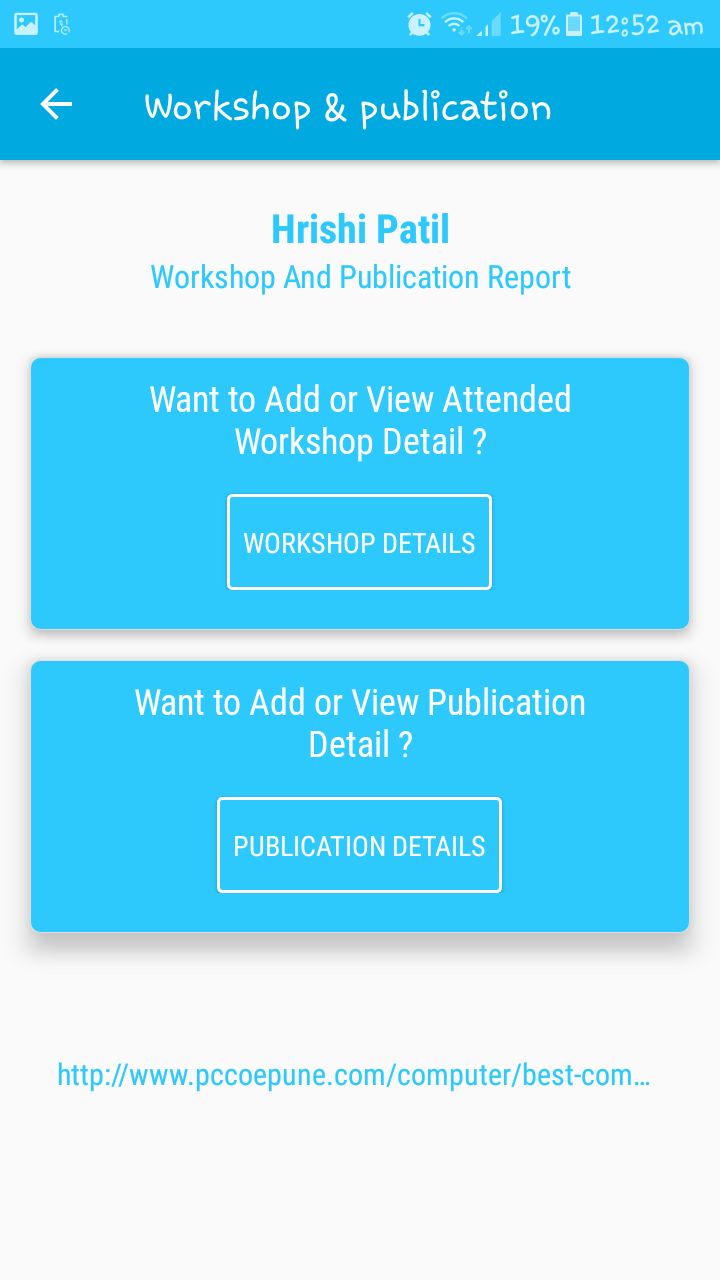 19% 12:52 am
Workshop & publication
Hrishi Patil
Workshop And Publication Report
Want to Add or View Attended
Workshop Detail ?
WORKSHOP DETAILS
Want to Add or View Publication
Detail ?
PUBLICATION DETAILS
http://www.pccoepune.com/computer/best-com…